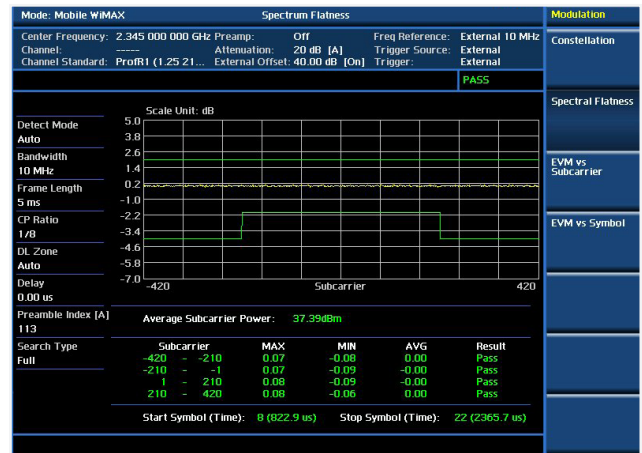 Mode: Mobile WiMAX Spectrum Flatness Modulation
Center Frequency: 2.345 000 000 GHz Preamp: Off Freq Reference: External 10 MHz
Channel: ----- Attenuation: 20 dB [A] Trigger Source: External
Channel Standard: ProfR1 (1.25 21... External Offset: 40.00 dB [On] Trigger: External
PASS
Constellation
Spectral Flatness
EVM vs
Subcarrier
EVM vs Symbol
Detect Mode
Auto
Bandwidth
10 MHz
Frame Length
5 ms
CP Ratio
1/8
DL Zone
Auto
Delay
0.00 us
Preamble Index [A]
113
Search Type
Full
Scale Unit: dB
5.0
3.8
2.6
1.4
0.2
-1.0
-2.2
-3.4
-4.6
-5.8
-7.0
-420 Subcarrier 420
Average Subcarrier Power: 37.39dBm
Subcarrier MAX MIN AVG Result
-420 - -210 0.07 -0.08 0.00 Pass
-210 - -1 0.07 -0.09 -0.00 Pass
1 - 210 0.08 -0.09 -0.00 Pass
210 - 420 0.08 -0.06 0.00 Pass
Start Symbol (Time): 8 (822.9 us) Stop Symbol (Time): 22 (2365.7 us)